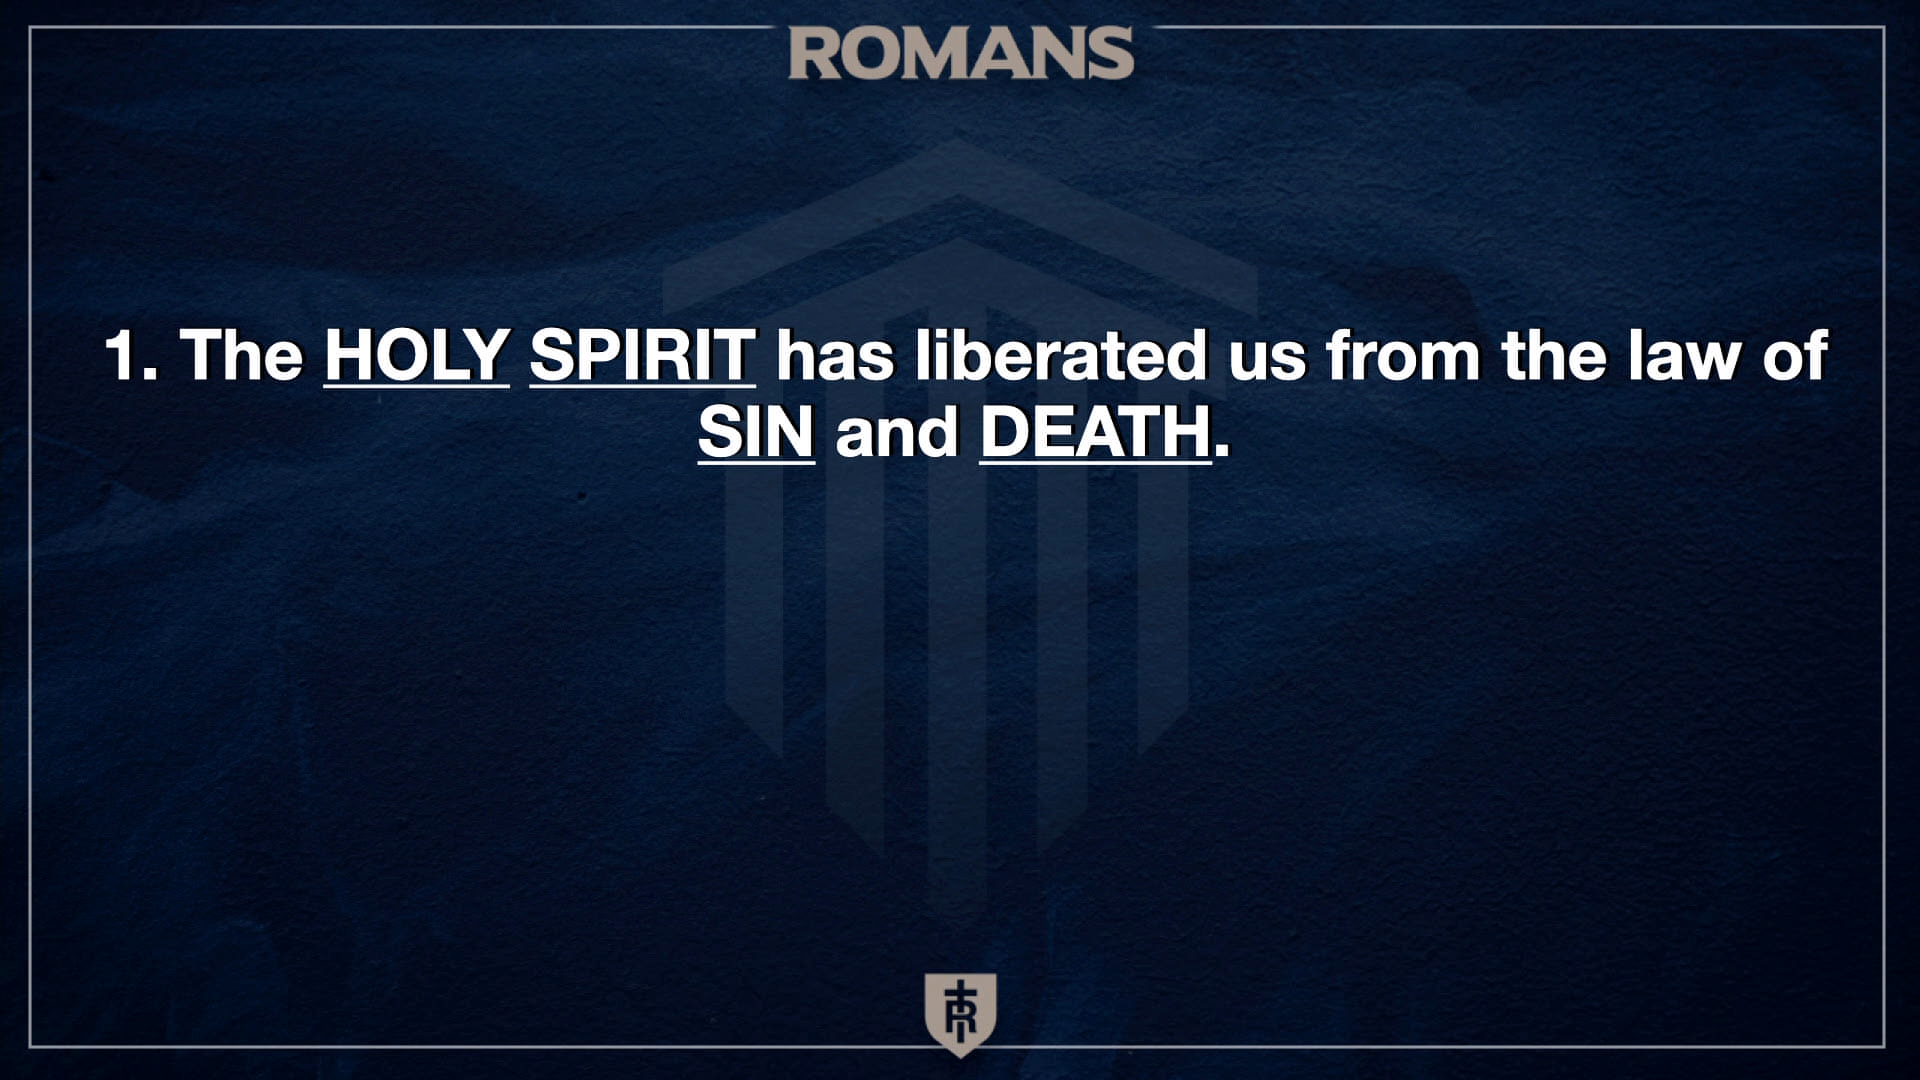 ROMANS
1. The HOLY SPIRIT has liberated us from the law of
SIN and DEATH.